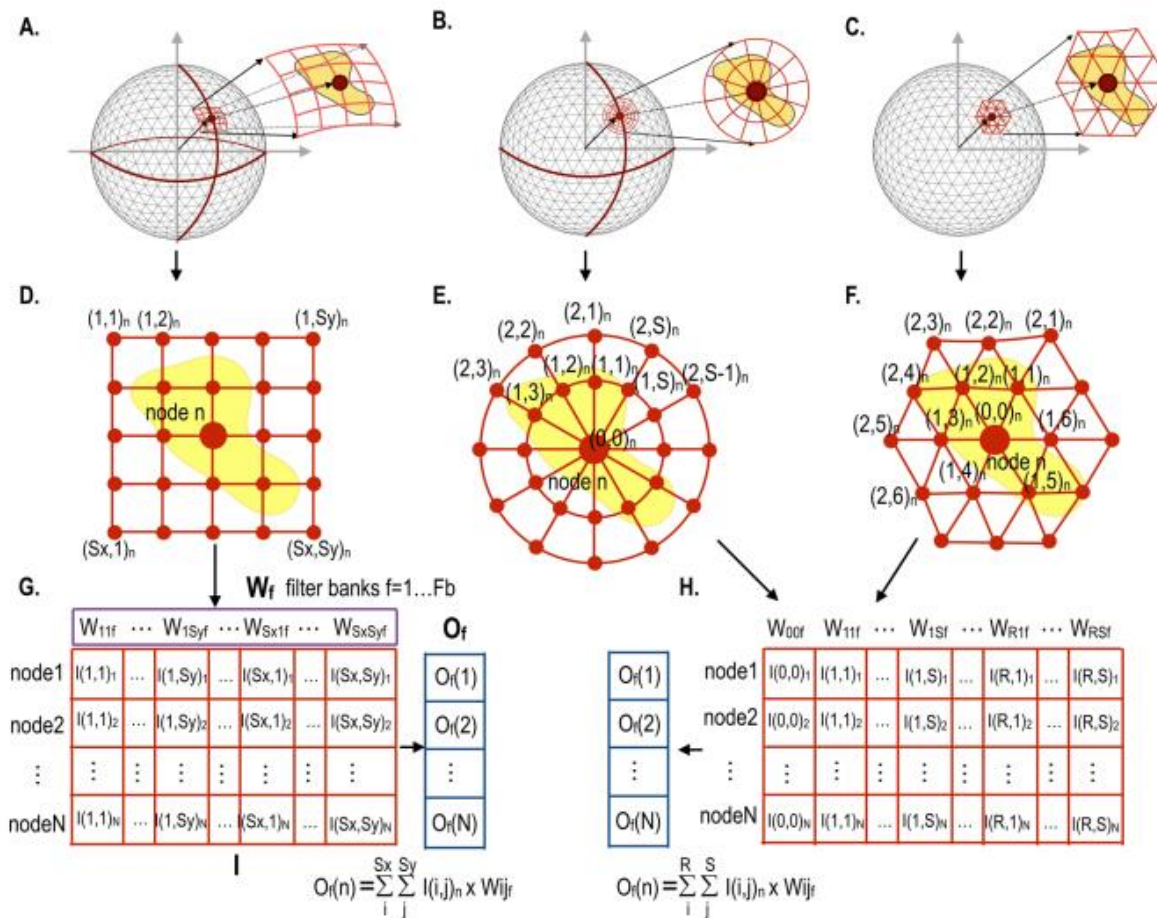 A.
B.
C.
D.
E.
F.
(1,1)n (1,2)n (1,Sy)n
node n
(Sx,1)n (Sx,Sy)n
(2,1)n
(2,2)n (2,S)n
(2,3)n (1,2)n (1,1)n (2,S-1)n
(1,3)n (1,S)n
(0,0)n
node n
(2,3)n (2,2)n (2,1)n
(2,4)n (1,2)n (1,1)n
(2,5)n (1,3)n (0,0)n (1,6)n
node n
(2,6)n (1,4)n (1,5)n
G.
Wf filter banks f=1...Fb
W11f ... W1Syf ... WSx1f ... WSxSyf
Of
node1 I(1,1)1 ... I(1,Sy)1 ... I(Sx,1)1 ... I(Sx,Sy)1 Of(1)
node2 I(1,1)2 ... I(1,Sy)2 ... I(Sx,1)2 ... I(Sx,Sy)2 Of(2)
⋮ ⋮ ⋮ ⋮ ⋮ ⋮ ⋮ ⋮ ⋮
nodeN I(1,1)N ... I(1,Sy)N ... I(Sx,1)N ... I(Sx,Sy)N Of(N)
I
Of(n) = Sx∑i Sy∑j I(i,j)n x Wijf
H.
W00f W11f ... W1Sf ... WR1f ... WRSf
Of(1) node1 I(0,0)1 I(1,1)1 ... I(1,S)1 ... I(R,1)1 ... I(R,S)1
Of(2) node2 I(0,0)2 I(1,1)2 ... I(1,S)2 ... I(R,1)2 ... I(R,S)2
⋮ ⋮ ⋮ ⋮ ⋮ ⋮ ⋮ ⋮ ⋮
Of(N) nodeN I(0,0)N I(1,1)N ... I(1,S)N ... I(R,1)N ... I(R,S)N
Of(n) = R∑i S∑j I(i,j)n x Wijf